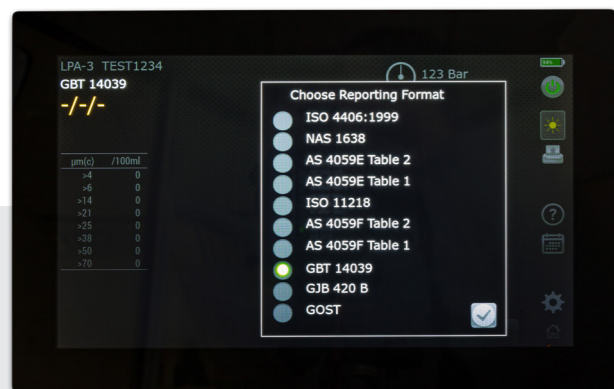 LPA-3 TEST1234
GBT 14039
-/-/-
123 Bar
µm(c) /100ml
>4 0
>6 0
>14 0
>21 0
>25 0
>38 0
>50 0
>70 0
Choose Reporting Format
ISO 4406:1999
NAS 1638
AS 4059E Table 2
AS 4059E Table 1
ISO 11218
AS 4059F Table 2
AS 4059F Table 1
GBT 14039
GJB 420 B
GOST
?